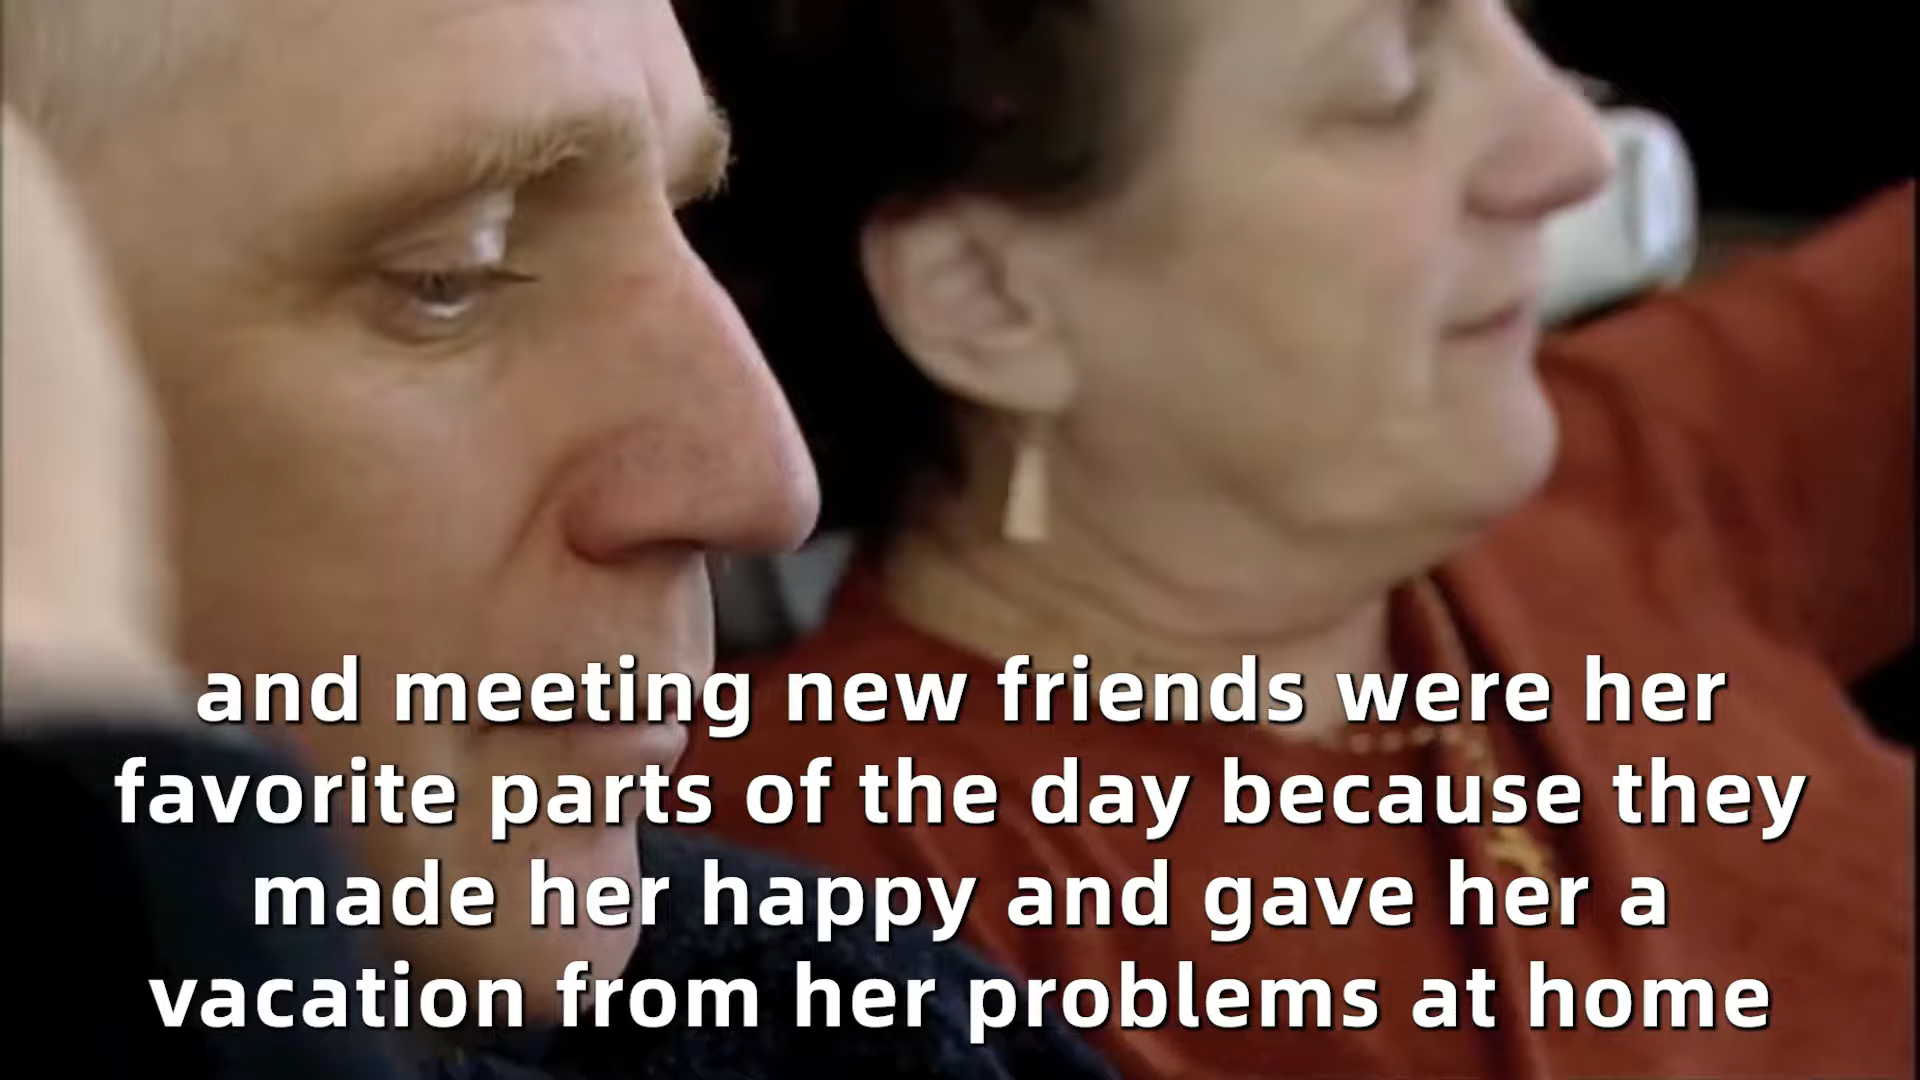 and meeting new friends were her
favorite parts of the day because they
made her happy and gave her a
vacation from her problems at home